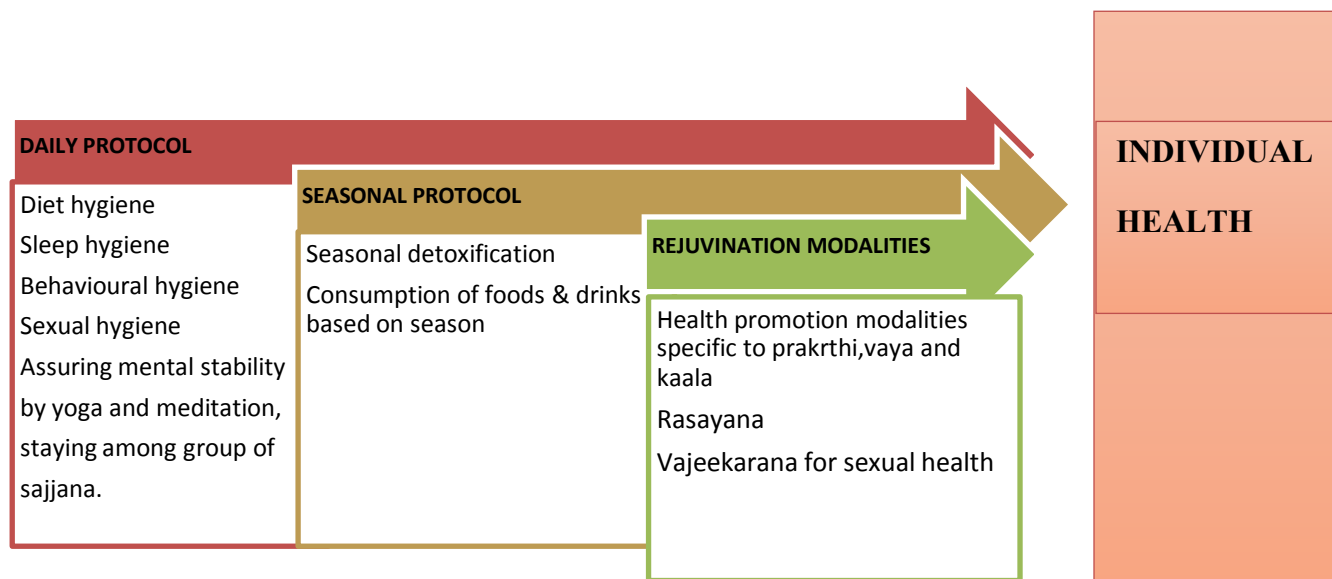 DAILY PROTOCOL
Diet hygiene
Sleep hygiene
Behavioural hygiene
Sexual hygiene
Assuring mental stability
by yoga and meditation,
staying among group of
sajjana.
SEASONAL PROTOCOL
Seasonal detoxification
Consumption of foods & drinks
based on season
REJUVINATION MODALITIES
Health promotion modalities
specific to prakrthi,vaya and
kaala
Rasayana
Vajeekarana for sexual health
INDIVIDUAL
HEALTH